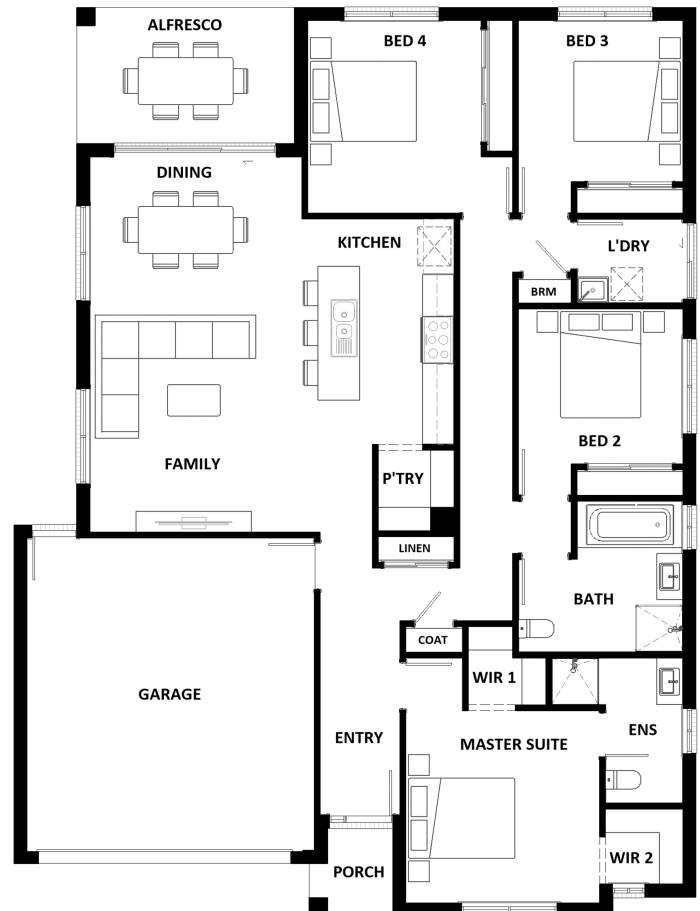 ALFRESCO
BED 4
BED 3
DINING
KITCHEN
L'DRY
BRM
BED 2
FAMILY
P'TRY
LINEN
BATH
COAT
WIR 1
GARAGE
ENTRY
MASTER SUITE
ENS
WIR 2
PORCH